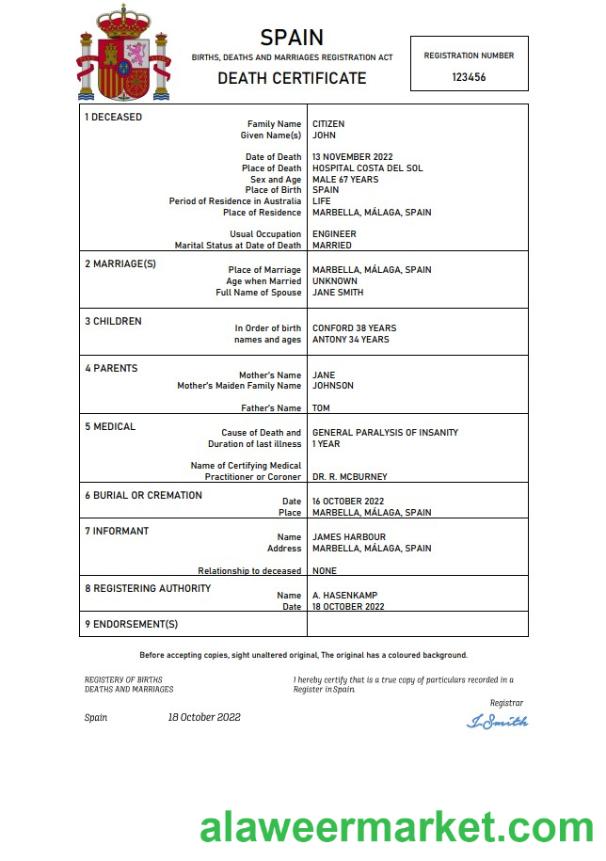 SPAIN
BIRTHS, DEATHS AND MARRIAGES REGISTRATION ACT
DEATH CERTIFICATE
REGISTRATION NUMBER
123456
1 DECEASED
Family Name CITIZEN
Given Name(s) JOHN
Date of Death 13 NOVEMBER 2022
Place of Death HOSPITAL COSTA DEL SOL
Sex and Age MALE 67 YEARS
Place of Birth SPAIN
Period of Residence in Australia LIFE
Place of Residence MARBELLA, MÁLAGA, SPAIN
Usual Occupation ENGINEER
Marital Status at Date of Death MARRIED
2 MARRIAGE(S)
Place of Marriage MARBELLA, MÁLAGA, SPAIN
Age when Married UNKNOWN
Full Name of Spouse JANE SMITH
3 CHILDREN
In Order of birth CONFORD 38 YEARS
names and ages ANTONY 34 YEARS
4 PARENTS
Mother's Name JANE
Mother's Maiden Family Name JOHNSON
Father's Name TOM
5 MEDICAL
Cause of Death and GENERAL PARALYSIS OF INSANITY
Duration of last illness 1 YEAR
Name of Certifying Medical
Practitioner or Coroner DR. R. MCBURNEY
6 BURIAL OR CREMATION
Date 16 OCTOBER 2022
Place MARBELLA, MÁLAGA, SPAIN
7 INFORMANT
Name JAMES HARBOUR
Address MARBELLA, MÁLAGA, SPAIN
Relationship to deceased NONE
8 REGISTERING AUTHORITY
Name A. HASENKAMP
Date 18 OCTOBER 2022
9 ENDORSEMENT(S)
Before accepting copies, sight unaltered original, The original has a coloured background.
REGISTERY OF BIRTHS
DEATHS AND MARRIAGES
I hereby certify that is a true copy of particulars recorded in a
Register in Spain.
Registrar
Spain 18 October 2022
J.Smith
alaweermarket.com